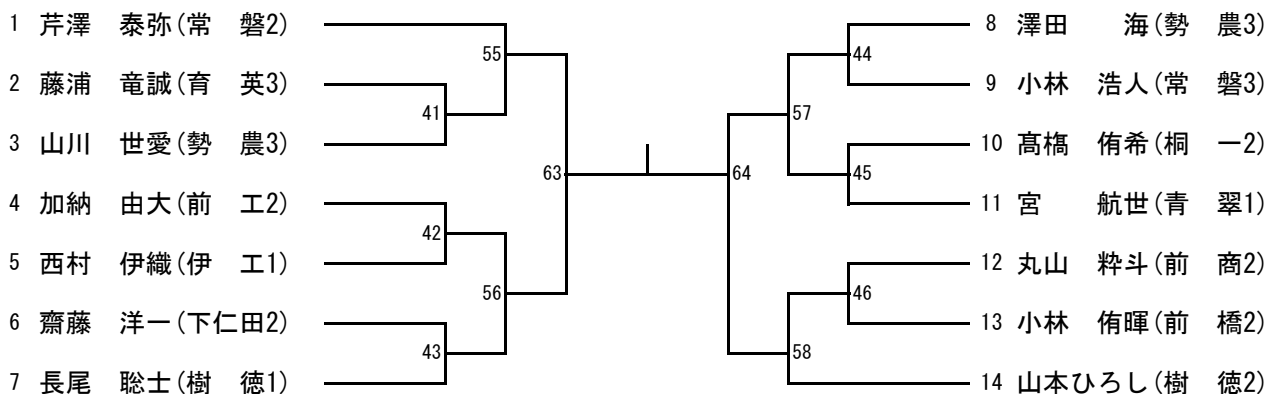 1 芹澤 泰弥(常 磐2)
2 藤浦 竜誠(育 英3)
3 山川 世愛(勢 農3)
4 加納 由大(前 工2)
5 西村 伊織(伊 工1)
6 齋藤 洋一(下仁田2)
7 長尾 聡士(樹 徳1)
55
41
63
42
56
43
8 澤田 海(勢 農3)
9 小林 浩人(常 磐3)
10 髙橋 侑希(桐 一2)
11 宮 航世(青 翠1)
12 丸山 粋斗(前 商2)
13 小林 侑暉(前 橋2)
14 山本ひろし(樹 徳2)
44
57
45
64
46
58